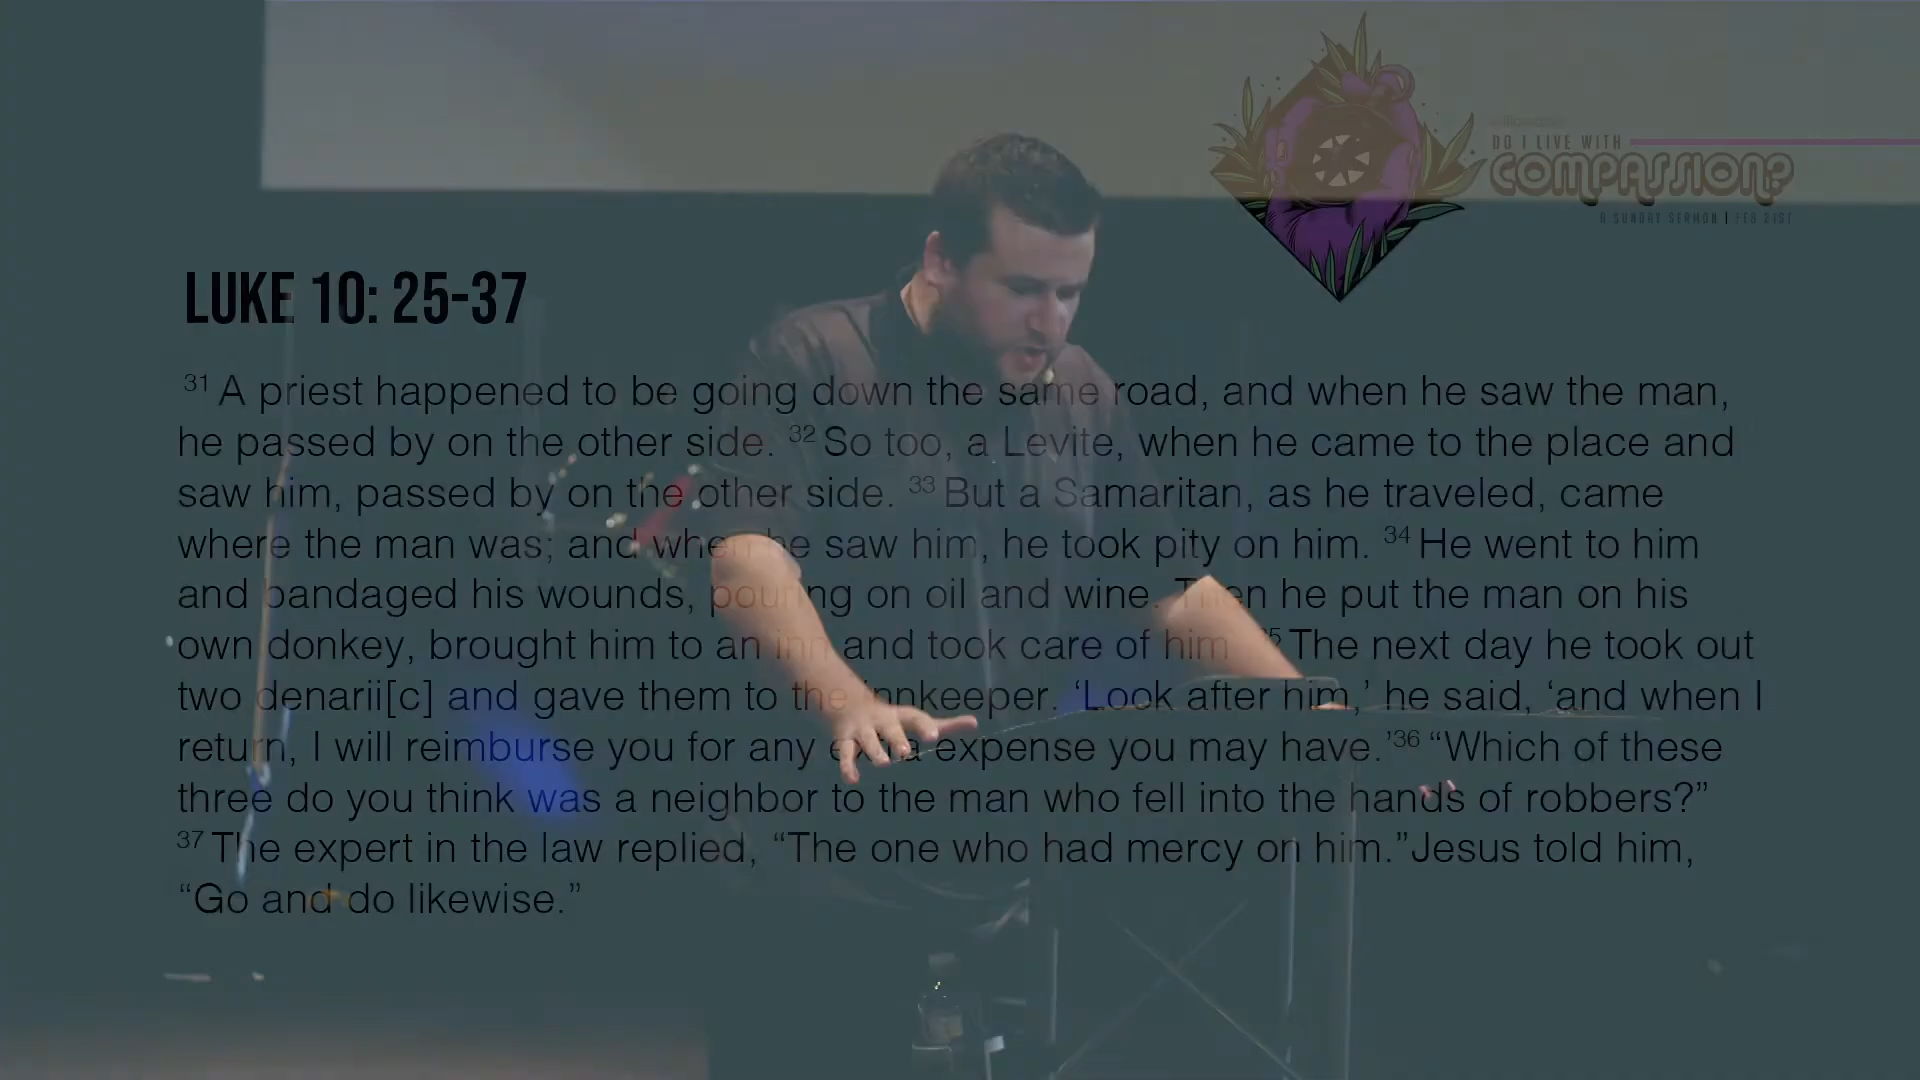 DO I LIVE WITH
COMPASSION?
A SUNDAY SERMON | FEB 21ST
LUKE 10: 25-37
31 A priest happened to be going down the same road, and when he saw the man,
he passed by on the other side. 32 So too, a Levite, when he came to the place and
saw him, passed by on the other side. 33 But a Samaritan, as he traveled, came
where the man was; and when he saw him, he took pity on him. 34 He went to him
and bandaged his wounds, pouring on oil and wine. Then he put the man on his
own donkey, brought him to an inn and took care of him. 35 The next day he took out
two denarii[c] and gave them to the innkeeper. ‘Look after him,’ he said, ‘and when I
return, I will reimburse you for any extra expense you may have.’36 “Which of these
three do you think was a neighbor to the man who fell into the hands of robbers?”
37 The expert in the law replied, “The one who had mercy on him.”Jesus told him,
“Go and do likewise.”